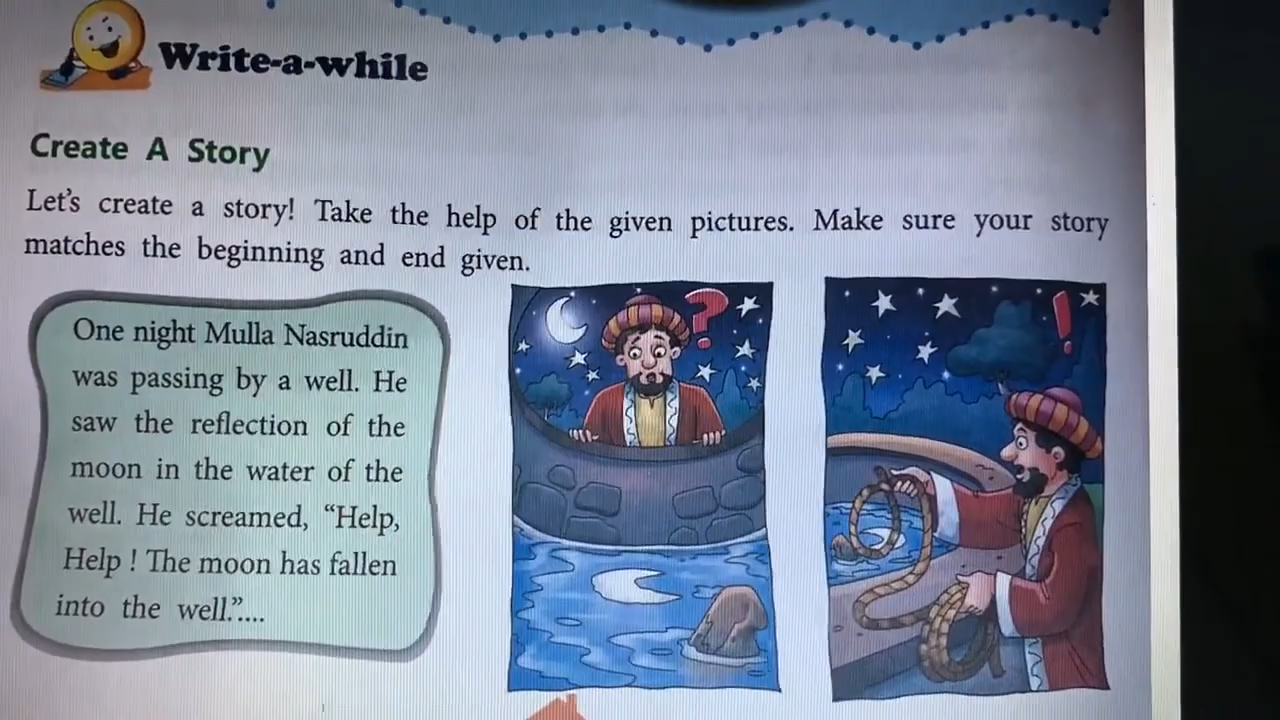 Write-a-while
Create A Story
Let's create a story! Take the help of the given pictures. Make sure your story
matches the beginning and end given.
One night Mulla Nasruddin
was passing by a well. He
saw the reflection of the
moon in the water of the
well. He screamed, “Help,
Help ! The moon has fallen
into the well.”....
?
!